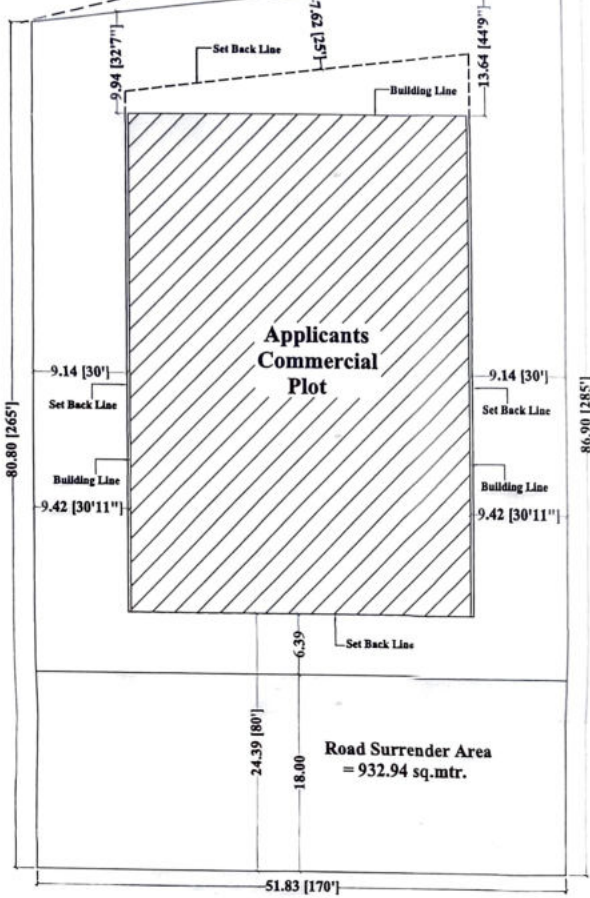 7.62 [25']
9.94 [32'7"]
13.64 [44'9"]
Set Back Line
Building Line
Applicants
Commercial
Plot
9.14 [30']
9.14 [30']
Set Back Line
Set Back Line
80.80 [265']
86.90 [285']
Building Line
Building Line
9.42 [30'11"]
9.42 [30'11"]
Set Back Line
6.39
24.39 [80']
18.00
Road Surrender Area
= 932.94 sq.mtr.
51.83 [170']